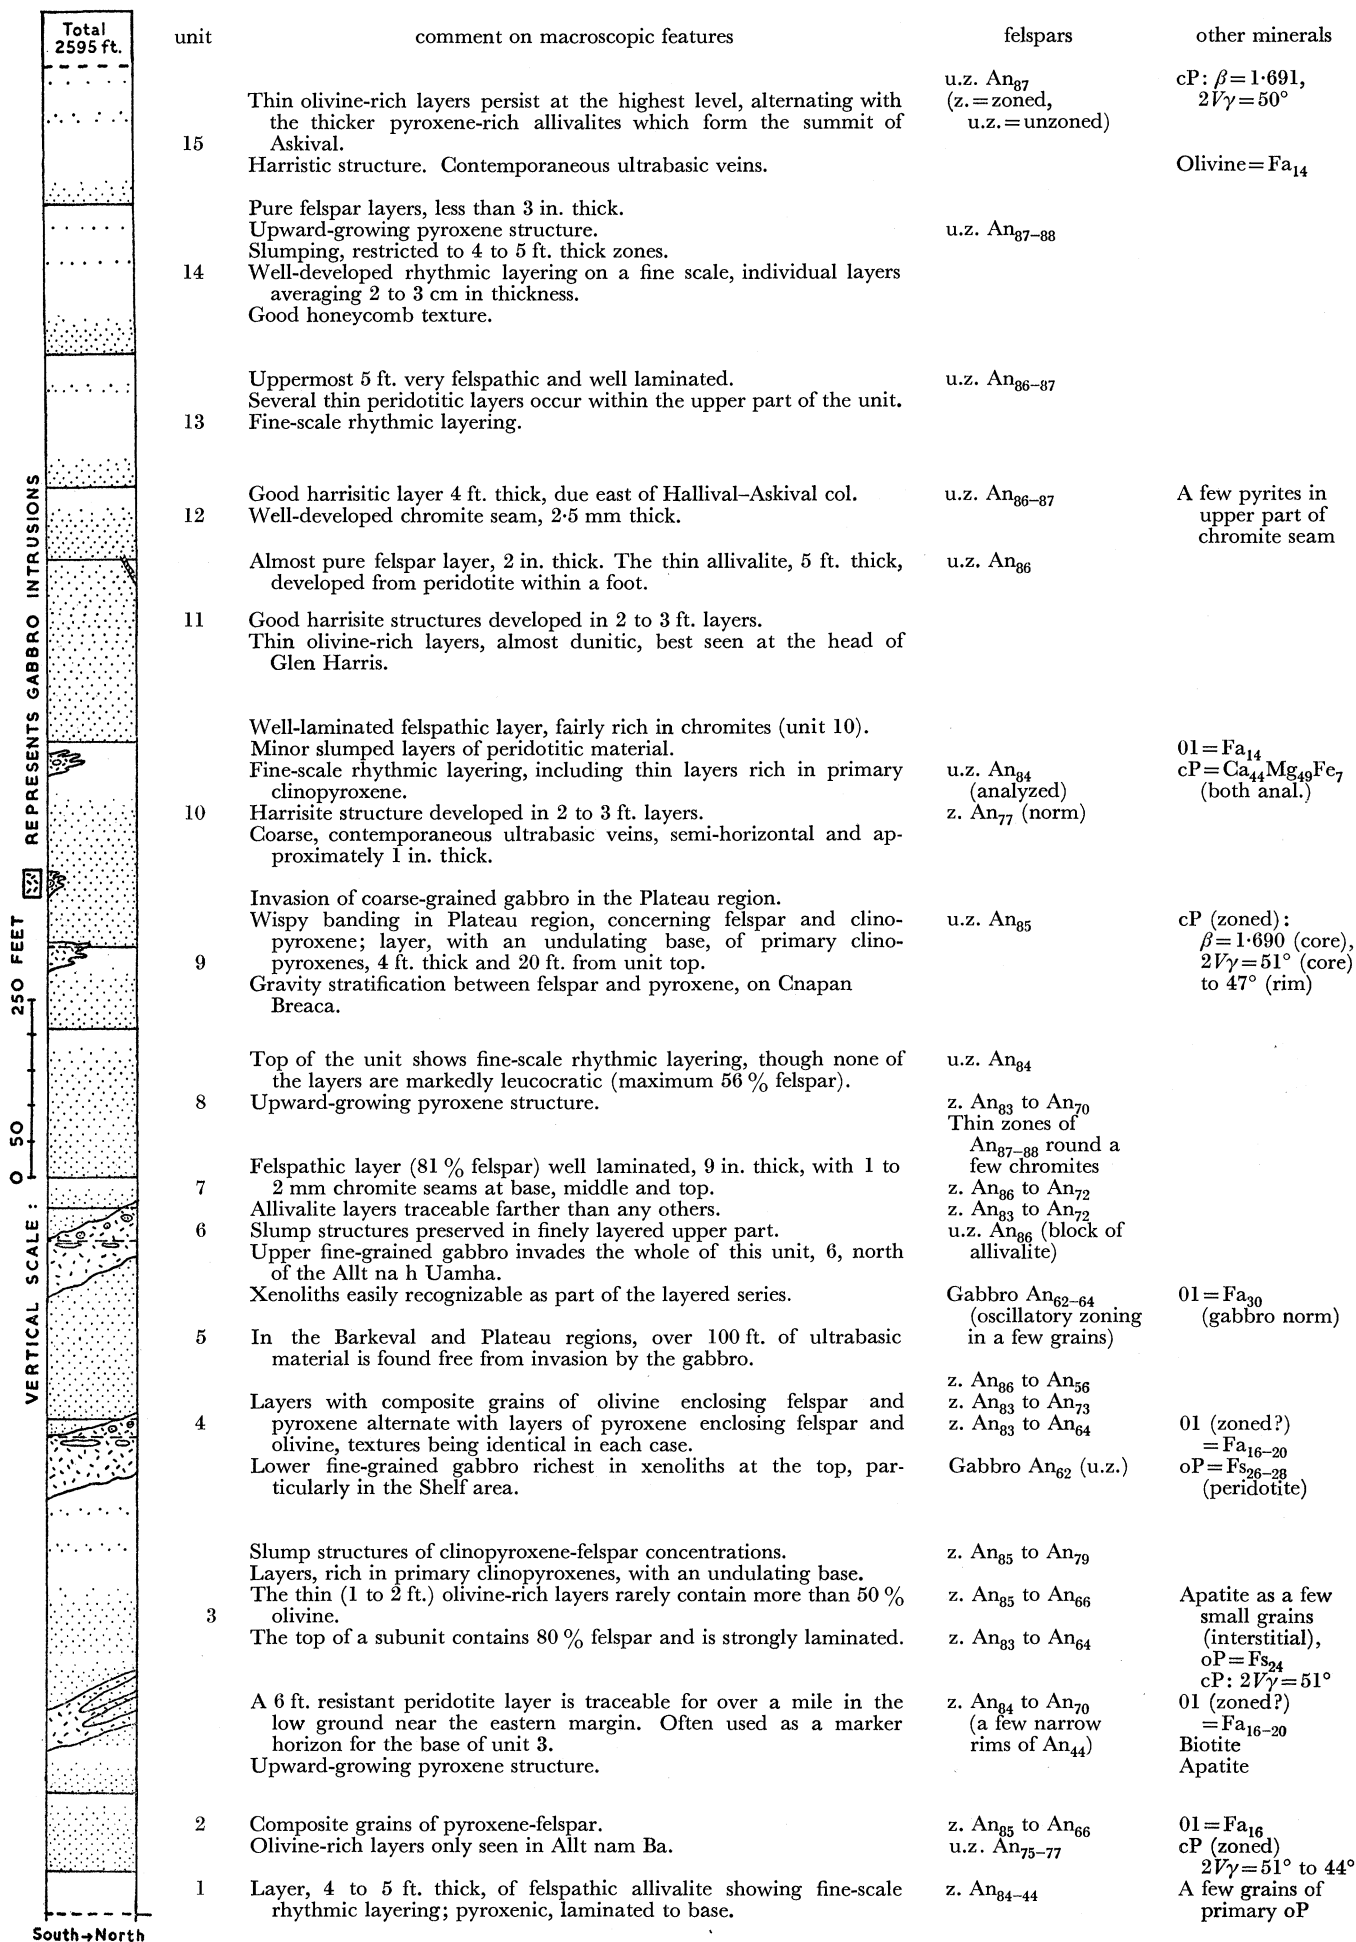 Total
2595 ft.
unit
comment on macroscopic features
felspars
other minerals
15
Thin olivine-rich layers persist at the highest level, alternating with
the thicker pyroxene-rich allivalites which form the summit of
Askival.
Harristic structure. Contemporaneous ultrabasic veins.
u.z. An87
(z.=zoned,
u.z.=unzoned)
cP: β=1·691,
2Vγ=50°
Olivine=Fa14
14
Pure felspar layers, less than 3 in. thick.
Upward-growing pyroxene structure.
Slumping, restricted to 4 to 5 ft. thick zones.
Well-developed rhythmic layering on a fine scale, individual layers
averaging 2 to 3 cm in thickness.
Good honeycomb texture.
u.z. An87–88
13
Uppermost 5 ft. very felspathic and well laminated.
Several thin peridotitic layers occur within the upper part of the unit.
Fine-scale rhythmic layering.
u.z. An86–87
12
Good harrisitic layer 4 ft. thick, due east of Hallival–Askival col.
Well-developed chromite seam, 2·5 mm thick.
u.z. An86–87
A few pyrites in
upper part of
chromite seam
11
Almost pure felspar layer, 2 in. thick. The thin allivalite, 5 ft. thick,
developed from peridotite within a foot.
Good harrisite structures developed in 2 to 3 ft. layers.
Thin olivine-rich layers, almost dunitic, best seen at the head of
Glen Harris.
u.z. An86
10
Well-laminated felspathic layer, fairly rich in chromites (unit 10).
Minor slumped layers of peridotitic material.
Fine-scale rhythmic layering, including thin layers rich in primary
clinopyroxene.
Harrisite structure developed in 2 to 3 ft. layers.
Coarse, contemporaneous ultrabasic veins, semi-horizontal and ap-
proximately 1 in. thick.
u.z. An84
(analyzed)
z. An77 (norm)
01=Fa14
cP=Ca44Mg49Fe7
(both anal.)
9
Invasion of coarse-grained gabbro in the Plateau region.
Wispy banding in Plateau region, concerning felspar and clino-
pyroxene; layer, with an undulating base, of primary clino-
pyroxenes, 4 ft. thick and 20 ft. from unit top.
Gravity stratification between felspar and pyroxene, on Cnapan
Breaca.
u.z. An85
cP (zoned):
β=1·690 (core),
2Vγ=51° (core)
to 47° (rim)
8
Top of the unit shows fine-scale rhythmic layering, though none of
the layers are markedly leucocratic (maximum 56 % felspar).
Upward-growing pyroxene structure.
u.z. An84
z. An83 to An70
Thin zones of
An87–88 round a
few chromites
7
Felspathic layer (81 % felspar) well laminated, 9 in. thick, with 1 to
2 mm chromite seams at base, middle and top.
Allivalite layers traceable farther than any others.
z. An86 to An72
z. An83 to An72
6
Slump structures preserved in finely layered upper part.
Upper fine-grained gabbro invades the whole of this unit, 6, north
of the Allt na h Uamha.
Xenoliths easily recognizable as part of the layered series.
u.z. An86 (block of
allivalite)
Gabbro An62–64
(oscillatory zoning
in a few grains)
01=Fa30
(gabbro norm)
5
In the Barkeval and Plateau regions, over 100 ft. of ultrabasic
material is found free from invasion by the gabbro.
z. An86 to An56
4
Layers with composite grains of olivine enclosing felspar and
pyroxene alternate with layers of pyroxene enclosing felspar and
olivine, textures being identical in each case.
Lower fine-grained gabbro richest in xenoliths at the top, par-
ticularly in the Shelf area.
z. An83 to An73
z. An83 to An64
Gabbro An62 (u.z.)
01 (zoned?)
=Fa16–20
oP=Fs26–28
(peridotite)
3
Slump structures of clinopyroxene-felspar concentrations.
Layers, rich in primary clinopyroxenes, with an undulating base.
The thin (1 to 2 ft.) olivine-rich layers rarely contain more than 50 %
olivine.
The top of a subunit contains 80 % felspar and is strongly laminated.
A 6 ft. resistant peridotite layer is traceable for over a mile in the
low ground near the eastern margin. Often used as a marker
horizon for the base of unit 3.
Upward-growing pyroxene structure.
z. An85 to An79
z. An85 to An66
z. An83 to An64
z. An84 to An70
(a few narrow
rims of An44)
Apatite as a few
small grains
(interstitial),
oP=Fs24
cP: 2Vγ=51°
01 (zoned?)
=Fa16–20
Biotite
Apatite
2
Composite grains of pyroxene-felspar.
Olivine-rich layers only seen in Allt nam Ba.
z. An85 to An66
u.z. An75–77
01=Fa16
cP (zoned)
2Vγ=51° to 44°
1
Layer, 4 to 5 ft. thick, of felspathic allivalite showing fine-scale
rhythmic layering; pyroxenic, laminated to base.
z. An84–44
A few grains of
primary oP
VERTICAL SCALE : 0 50 250 FEET
REPRESENTS GABBRO INTRUSIONS
South→North